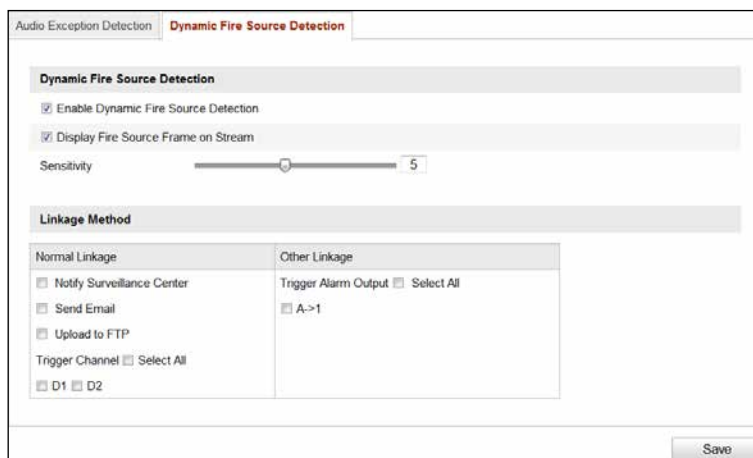 Audio Exception Detection Dynamic Fire Source Detection
Dynamic Fire Source Detection
Enable Dynamic Fire Source Detection
Display Fire Source Frame on Stream
Sensitivity 5
Linkage Method
Normal Linkage Other Linkage
Notify Surveillance Center Trigger Alarm Output Select All
Send Email A->1
Upload to FTP
Trigger Channel Select All
D1 D2
Save